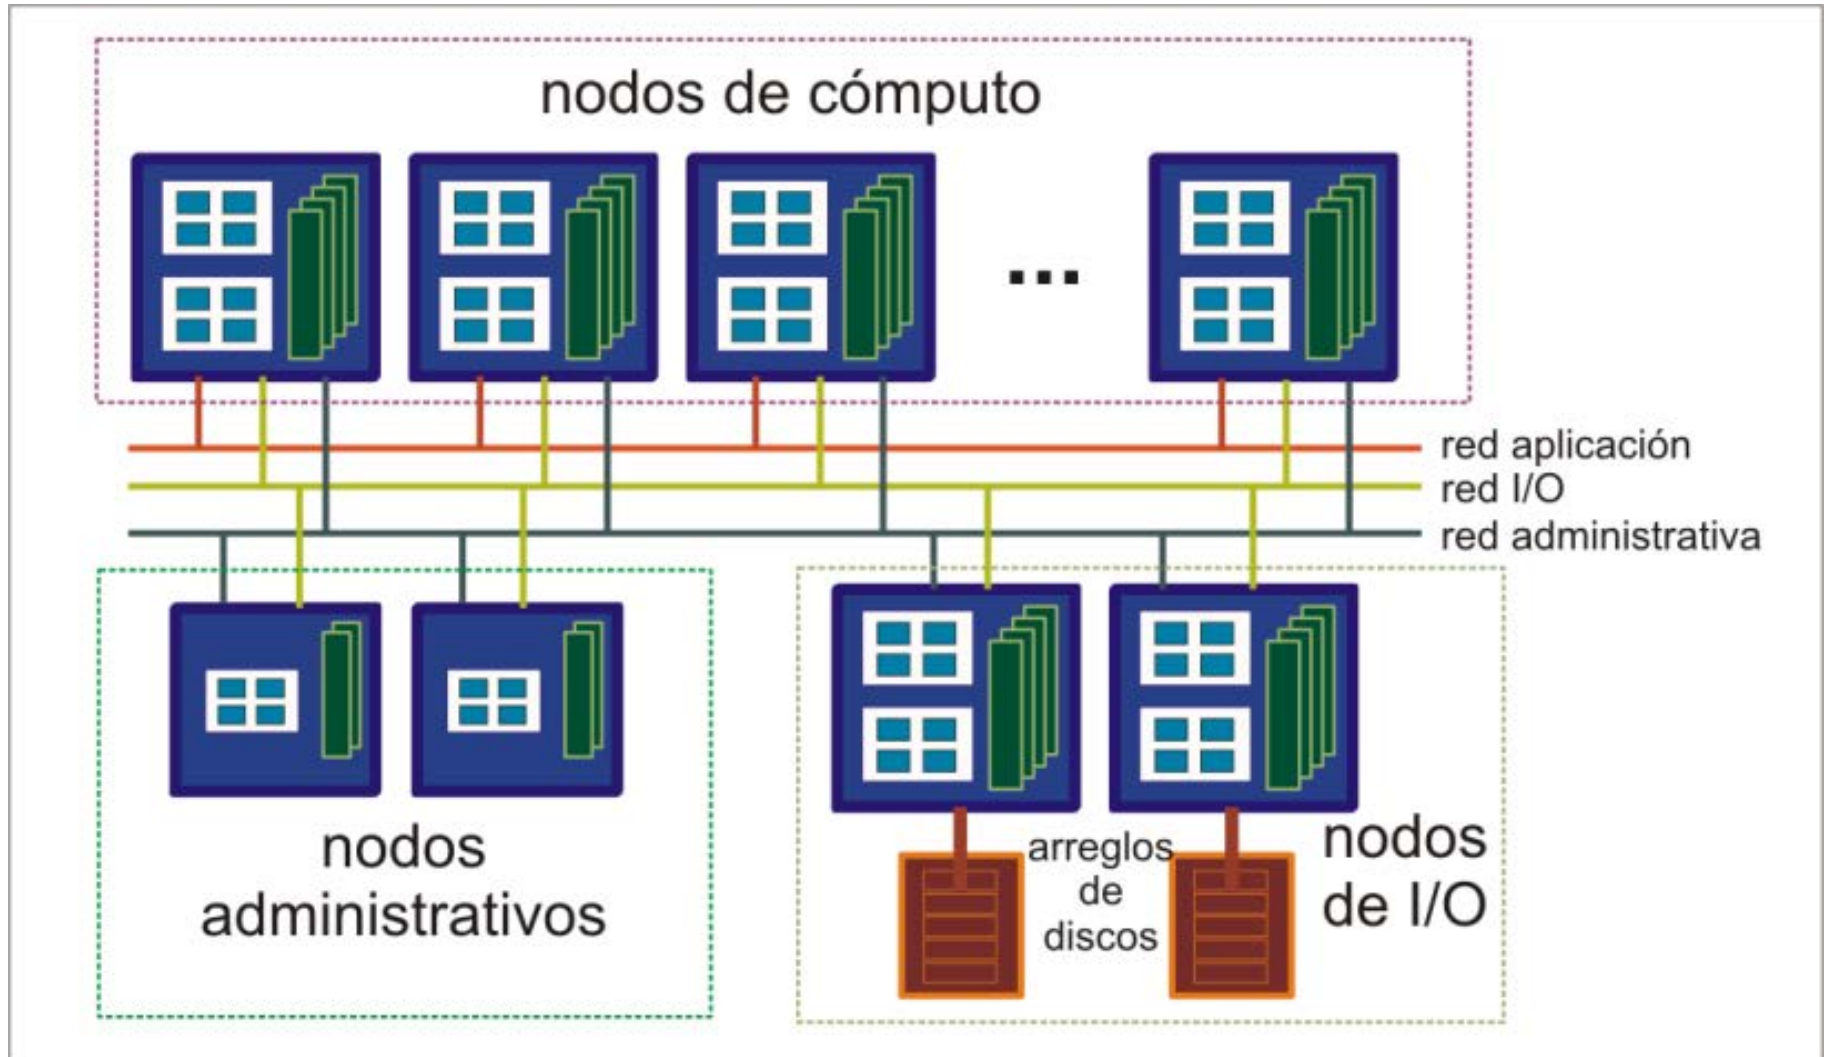 nodos de cómputo
...
red aplicación
red I/O
red administrativa
nodos
administrativos
arreglos
de
discos
nodos
de I/O